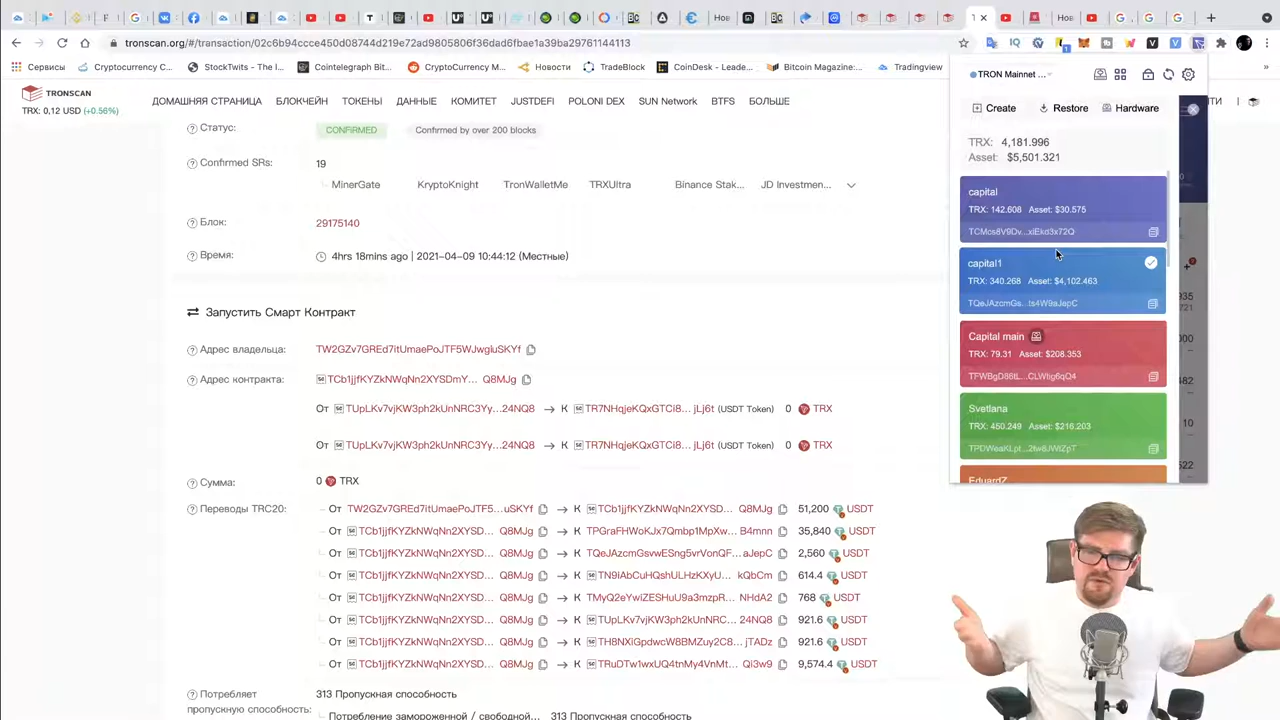 tronscan.org/#/transaction/02c6b94ccce450d09744d219e72ad9805806f36dad6fbae1a39ba29761144113
Сервисы
Cryptocurrency C...
StockTwits - The l...
Cointelegraph Bit...
CryptoCurrency M...
Новости
TradeBlock
CoinDesk - Leade...
Bitcoin Magazine:...
Tradingview
TRONSCAN
TRX: 0,12 USD (+0.56%)
ДОМАШНЯЯ СТРАНИЦА
БЛОКЧЕЙН
ТОКЕНЫ
ДАННЫЕ
КОМИТЕТ
JUSTDEFI
POLONI DEX
SUN Network
BTFS
БОЛЬШЕ
Статус:
CONFIRMED
Confirmed by over 200 blocks
Confirmed SRs:
19
MinerGate
KryptoKnight
TronWalletMe
TRXUltra
Binance Stak...
JD Investmen...
Блок:
29175140
Время:
4hrs 18mins ago | 2021-04-09 10:44:12 (Местные)
Запустить Смарт Контракт
Адрес владельца:
TW2GZv7GREd7itUmaePoJTF5WJwgluSKYf
Адрес контракта:
TCb1jjfKYZkNWqNn2XYSDmY... Q8MJg
От TUpLKv7vjKW3ph2kUnNRC3Yy... 24NQ8 → К TR7NHqjeKQxGTCi8... jLj6t (USDT Token) 0 TRX
От TUpLKv7vjKW3ph2kUnNRC3Yy... 24NQ8 → К TR7NHqjeKQxGTCi8... jLj6t (USDT Token) 0 TRX
Сумма:
0 TRX
Переводы TRC20:
От TW2GZv7GREd7itUmaePoJTF5... uSKYf → К TCb1jjfKYZkNWqNn2XYSD... Q8MJg 51,200 USDT
От TCb1jjfKYZkNWqNn2XYSD... Q8MJg → К TPGraFHWoKJx7Qmbp1MpXw... B4mnn 35,840 USDT
От TCb1jjfKYZkNWqNn2XYSD... Q8MJg → К TQeJAzcmGsvwESng5vrVonQF... aJepC 2,560 USDT
От TCb1jjfKYZkNWqNn2XYSD... Q8MJg → К TN9iAbCuHQshULHzKXyU... kQbCm 614.4 USDT
От TCb1jjfKYZkNWqNn2XYSD... Q8MJg → К TMyQ2eYwiZESHuU9a3mzpR... NHdA2 768 USDT
От TCb1jjfKYZkNWqNn2XYSD... Q8MJg → К TUpLKv7vjKW3ph2kUnNRC... 24NQ8 921.6 USDT
От TCb1jjfKYZkNWqNn2XYSD... Q8MJg → К TH8NXiGpdwcW8BMZuy2C8... jTADz 921.6 USDT
От TCb1jjfKYZkNWqNn2XYSD... Q8MJg → К TRuDTw1wxUQ4tnMy4VnMt... Qi3w9 9,574.4 USDT
Потребляет
пропускную способность:
313 Пропускная способность
Потребление замороженной / свободной... 313 Пропускная способность
TRON Mainnet ...
Create
Restore
Hardware
TRX: 4,181.996
Asset: $5,501.321
capital
TRX: 142.608 Asset: $30.575
TCMcs8V9Dv...xiEkd3x72Q
capital1
TRX: 340.268 Asset: $4,102.463
TQeJAzcmGs...ts4W9aJepC
Capital main
TRX: 79.31 Asset: $208.353
Svetlana
TRX: 450.249 Asset: $216.203
EduardZ